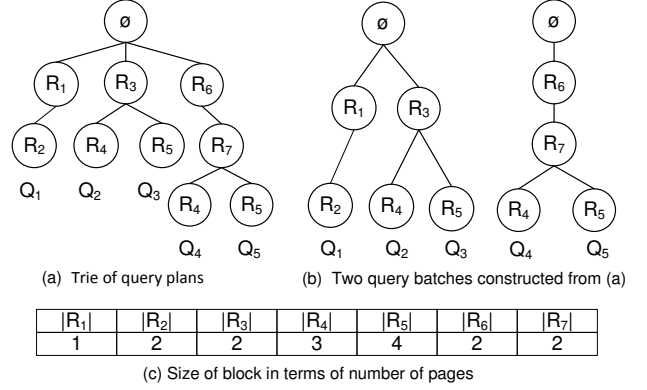 ø ø ø
R1 R3 R6 R1 R3 R6
R2 R4 R5 R7 R7
Q1 Q2 Q3 R4 R5 R2 R4 R5 R4 R5
Q4 Q5 Q1 Q2 Q3 Q4 Q5
(a) Trie of query plans (b) Two query batches constructed from (a)
|R1| |R2| |R3| |R4| |R5| |R6| |R7|
1 2 2 3 4 2 2
(c) Size of block in terms of number of pages